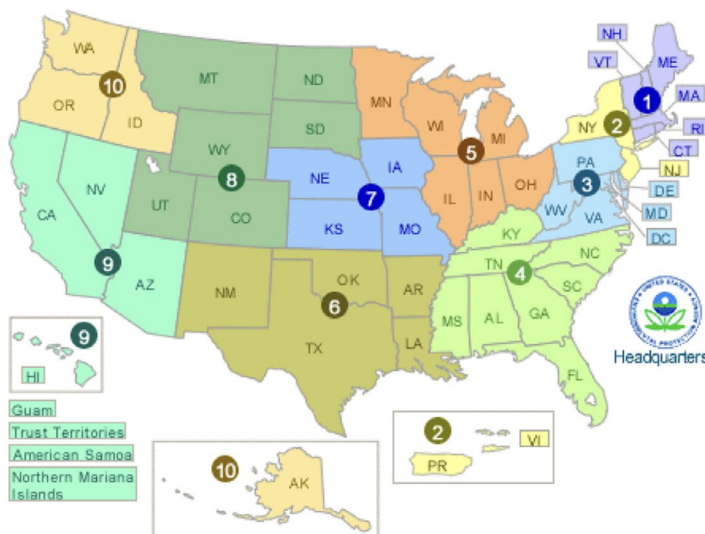 NH
VT
ME
WA
MT
ND
MN
10
1
MA
OR
ID
SD
WI
MI
NY
2
RI
CT
WY
5
NJ
IA
PA
8
NE
3
DE
NV
IL
IN
OH
7
WV
MD
CA
UT
CO
VA
KS
MO
DC
KY
NC
9
TN
4
AZ
OK
AR
SC
NM
6
MS
AL
GA
UNITED STATES
TX
LA
9
Headquarters
HI
FL
Guam
2
Trust Territories
VI
American Samoa
10
PR
Northern Mariana
Islands
AK